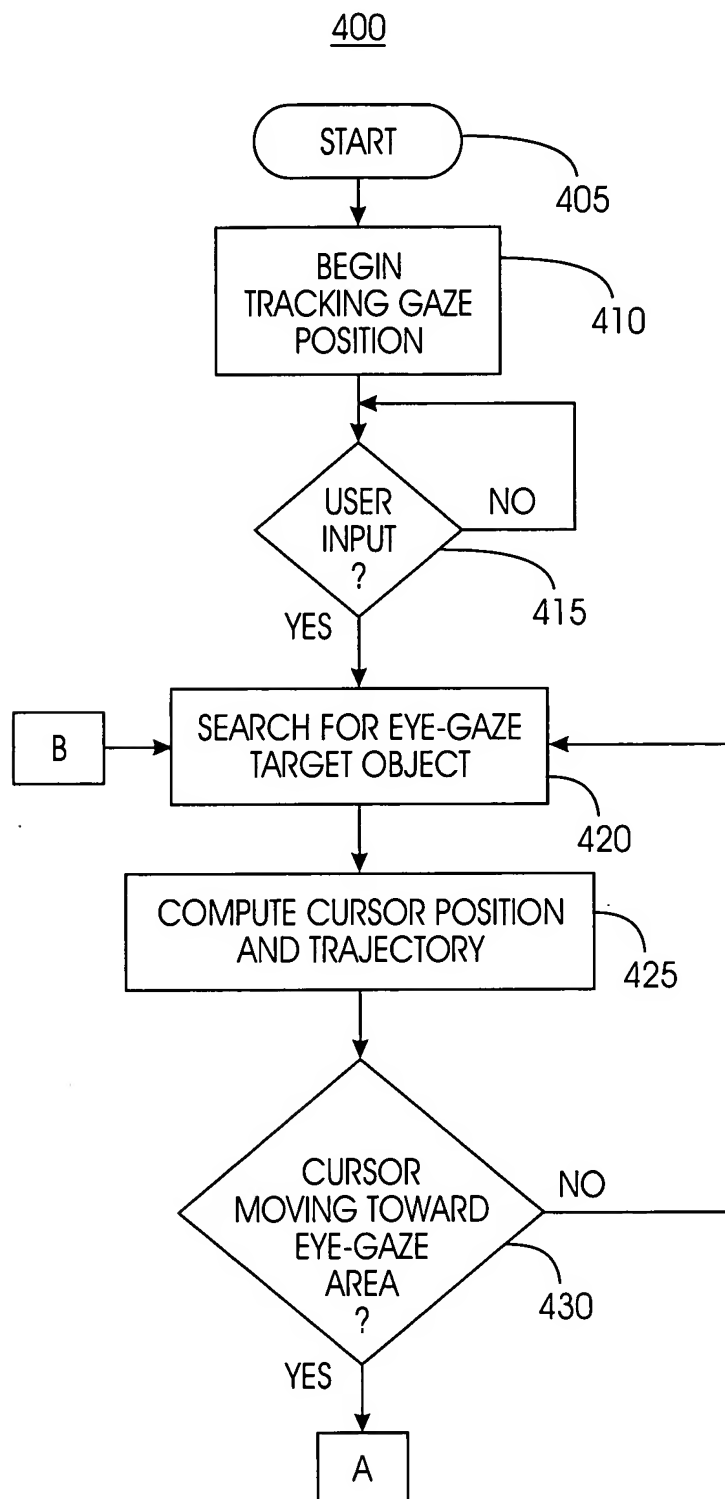 400
START
405
BEGIN
TRACKING GAZE
POSITION
410
USER
INPUT
?
NO
415
YES
B
SEARCH FOR EYE-GAZE
TARGET OBJECT
420
COMPUTE CURSOR POSITION
AND TRAJECTORY
425
CURSOR
MOVING TOWARD
EYE-GAZE
AREA
?
NO
430
YES
A